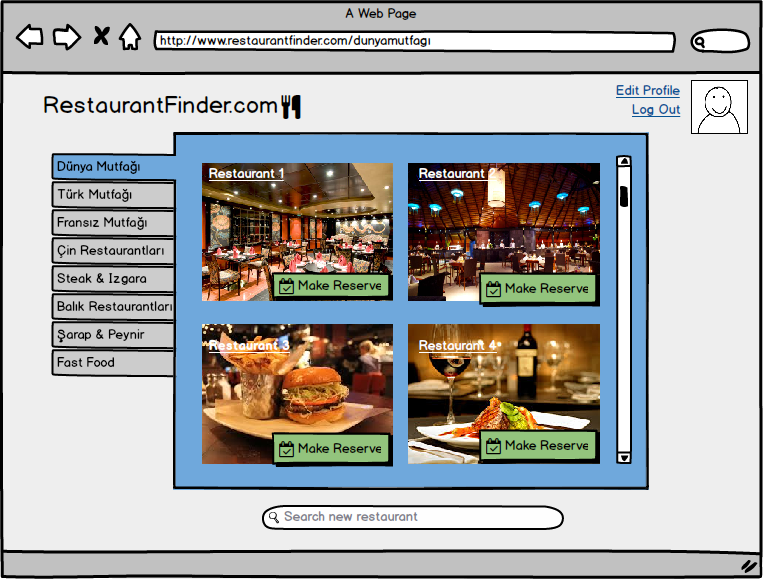 A Web Page
http://www.restaurantfinder.com/dunyamutfagı
Edit Profile
Log Out
RestaurantFinder.com
Dünya Mutfağı
Türk Mutfağı
Fransız Mutfağı
Çin Restaurantları
Steak & Izgara
Balık Restaurantları
Şarap & Peynir
Fast Food
Restaurant 1
Make Reserve
Restaurant 2
Make Reserve
Restaurant 3
Make Reserve
Restaurant 4
Make Reserve
Search new restaurant